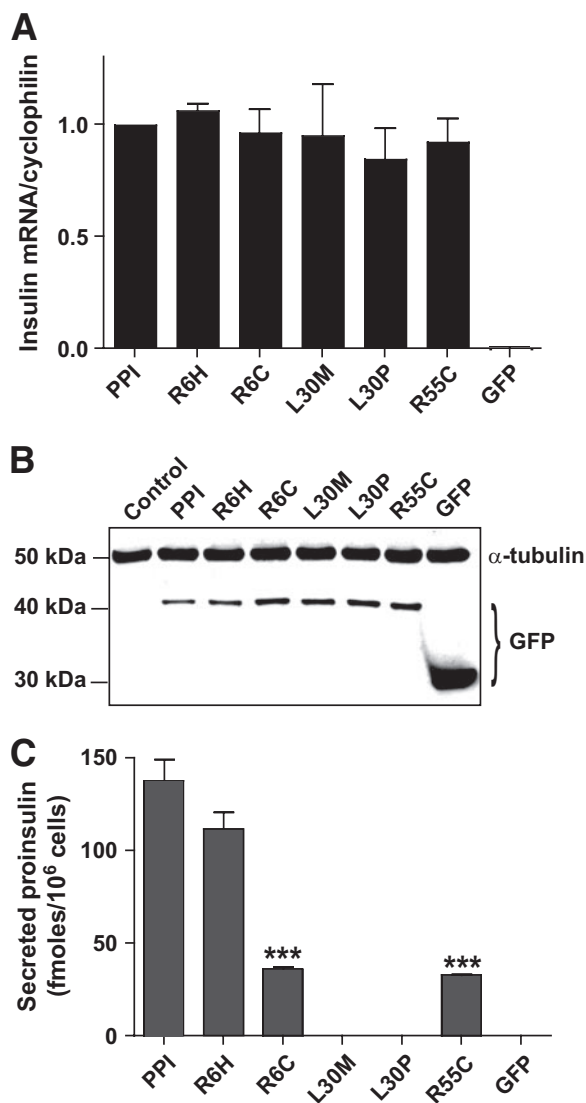 A
Insulin mRNA/cyclophilin
1.0
0.5
0.0
PPI
R6H
R6C
L30M
L30P
R55C
GFP
B
Control
PPI
R6H
R6C
L30M
L30P
R55C
GFP
50 kDa
α-tubulin
40 kDa
GFP
30 kDa
C
Secreted proinsulin
(fmoles/10⁶ cells)
150
100
50
0
***
***
PPI
R6H
R6C
L30M
L30P
R55C
GFP